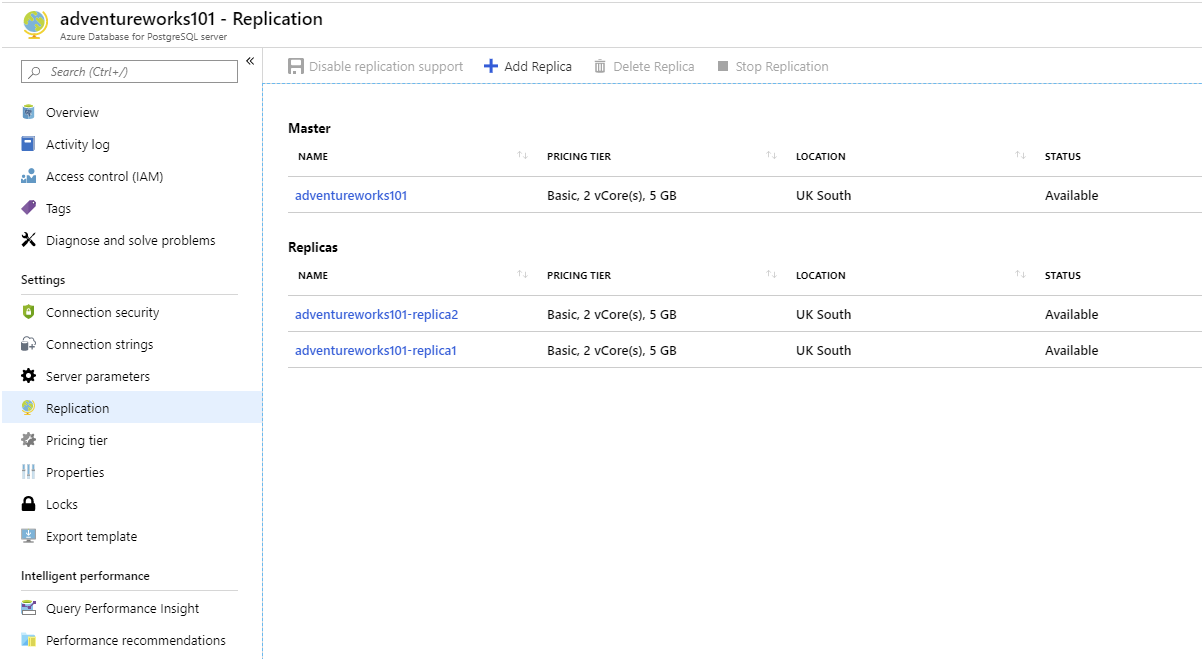 adventureworks101 - Replication
Azure Database for PostgreSQL server
Search (Ctrl+/)
«
Disable replication support Add Replica Delete Replica Stop Replication
Overview
Activity log
Access control (IAM)
Tags
Diagnose and solve problems
Settings
Connection security
Connection strings
Server parameters
Replication
Pricing tier
Properties
Locks
Export template
Intelligent performance
Query Performance Insight
Performance recommendations
Master
NAME ↑↓ PRICING TIER ↑↓ LOCATION ↑↓ STATUS
adventureworks101 Basic, 2 vCore(s), 5 GB UK South Available
Replicas
NAME ↑↓ PRICING TIER ↑↓ LOCATION ↑↓ STATUS
adventureworks101-replica2 Basic, 2 vCore(s), 5 GB UK South Available
adventureworks101-replica1 Basic, 2 vCore(s), 5 GB UK South Available